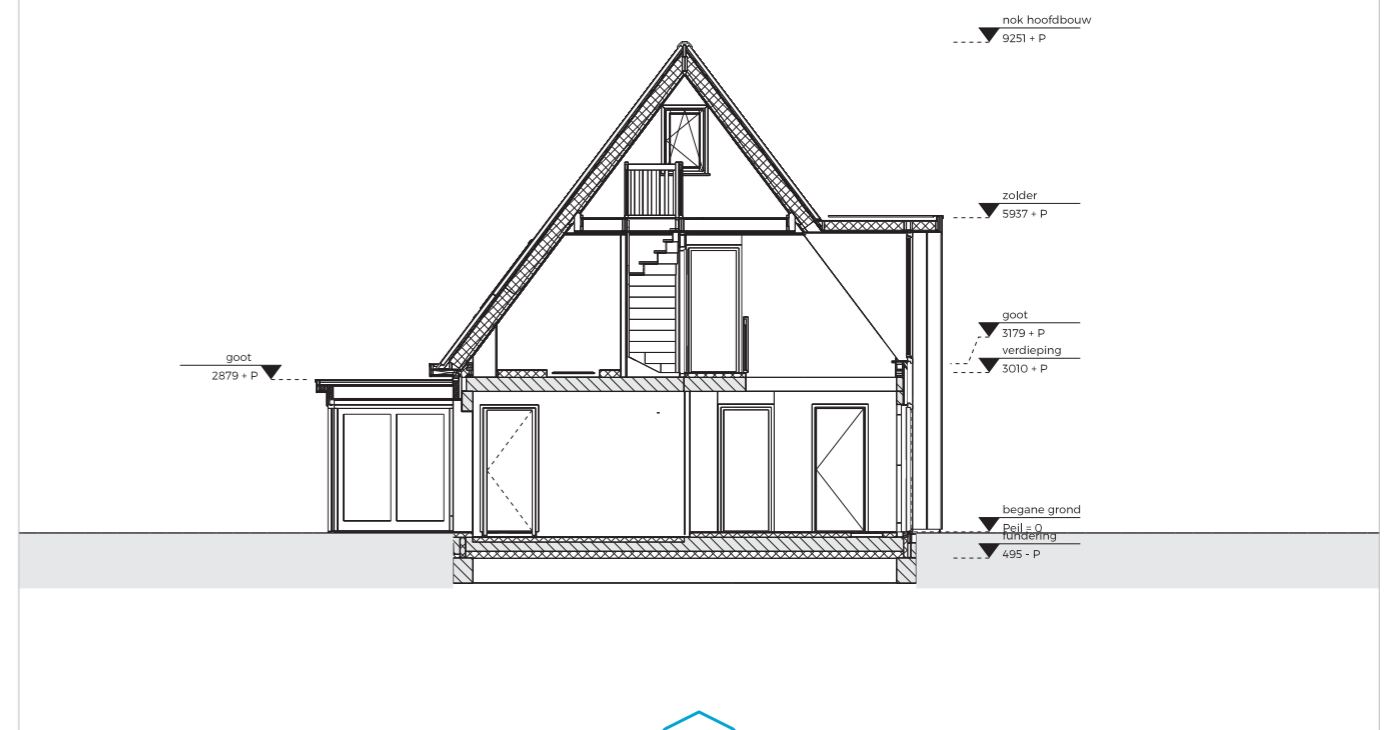 nok hoofdbouw
9251 + P
zolder
5937 + P
goot
3179 + P
verdieping
3010 + P
goot
2879 + P
begane grond
Peil = 0
fundering
495 - P